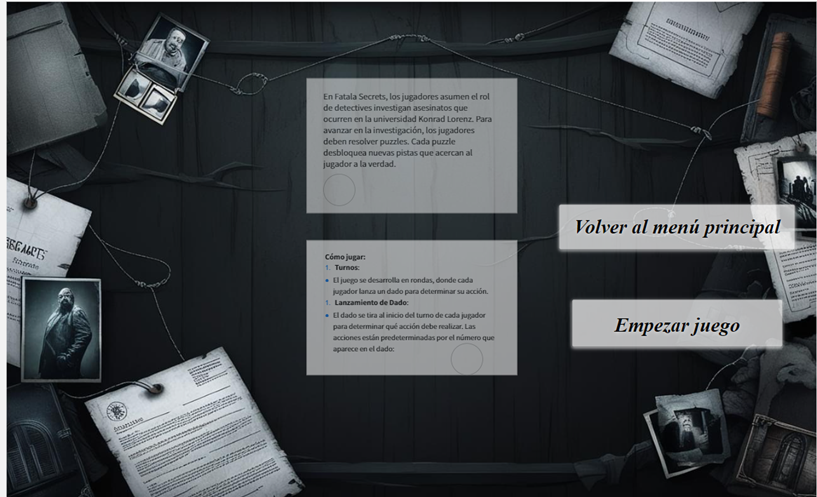 En Fatala Secrets, los jugadores asumen el rol
de detectives investigan asesinatos que
ocurren en la universidad Konrad Lorenz. Para
avanzar en la investigación, los jugadores
deben resolver puzzles. Cada puzzle
desbloquea nuevas pistas que acercan al
jugador a la verdad.
Volver al menú principal
Cómo jugar:
1. Turnos:
• El juego se desarrolla en rondas, donde cada
jugador lanza un dado para determinar su acción.
1. Lanzamiento de Dado:
• El dado se tira al inicio del turno de cada jugador
para determinar qué acción debe realizar. Las
acciones están predeterminadas por el número que
aparece en el dado:
Empezar juego